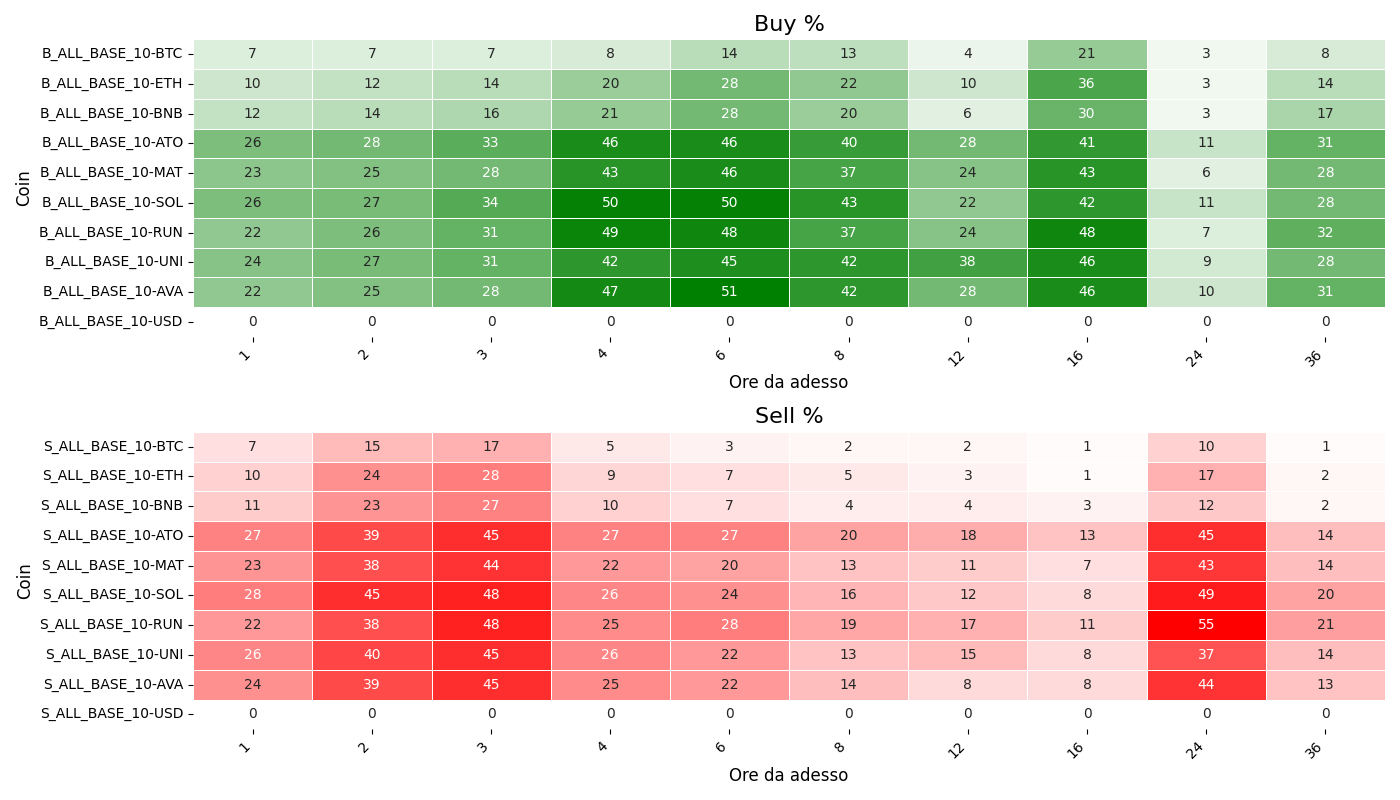 Buy %
Coin
B_ALL_BASE_10-BTC 7 7 7 8 14 13 4 21 3 8
B_ALL_BASE_10-ETH 10 12 14 20 28 22 10 36 3 14
B_ALL_BASE_10-BNB 12 14 16 21 28 20 6 30 3 17
B_ALL_BASE_10-ATO 26 28 33 46 46 40 28 41 11 31
B_ALL_BASE_10-MAT 23 25 28 43 46 37 24 43 6 28
B_ALL_BASE_10-SOL 26 27 34 50 50 43 22 42 11 28
B_ALL_BASE_10-RUN 22 26 31 49 48 37 24 48 7 32
B_ALL_BASE_10-UNI 24 27 31 42 45 42 38 46 9 28
B_ALL_BASE_10-AVA 22 25 28 47 51 42 28 46 10 31
B_ALL_BASE_10-USD 0 0 0 0 0 0 0 0 0 0
1 2 3 4 6 8 12 16 24 36
Ore da adesso
Sell %
Coin
S_ALL_BASE_10-BTC 7 15 17 5 3 2 2 1 10 1
S_ALL_BASE_10-ETH 10 24 28 9 7 5 3 1 17 2
S_ALL_BASE_10-BNB 11 23 27 10 7 4 4 3 12 2
S_ALL_BASE_10-ATO 27 39 45 27 27 20 18 13 45 14
S_ALL_BASE_10-MAT 23 38 44 22 20 13 11 7 43 14
S_ALL_BASE_10-SOL 28 45 48 26 24 16 12 8 49 20
S_ALL_BASE_10-RUN 22 38 48 25 28 19 17 11 55 21
S_ALL_BASE_10-UNI 26 40 45 26 22 13 15 8 37 14
S_ALL_BASE_10-AVA 24 39 45 25 22 14 8 8 44 13
S_ALL_BASE_10-USD 0 0 0 0 0 0 0 0 0 0
1 2 3 4 6 8 12 16 24 36
Ore da adesso